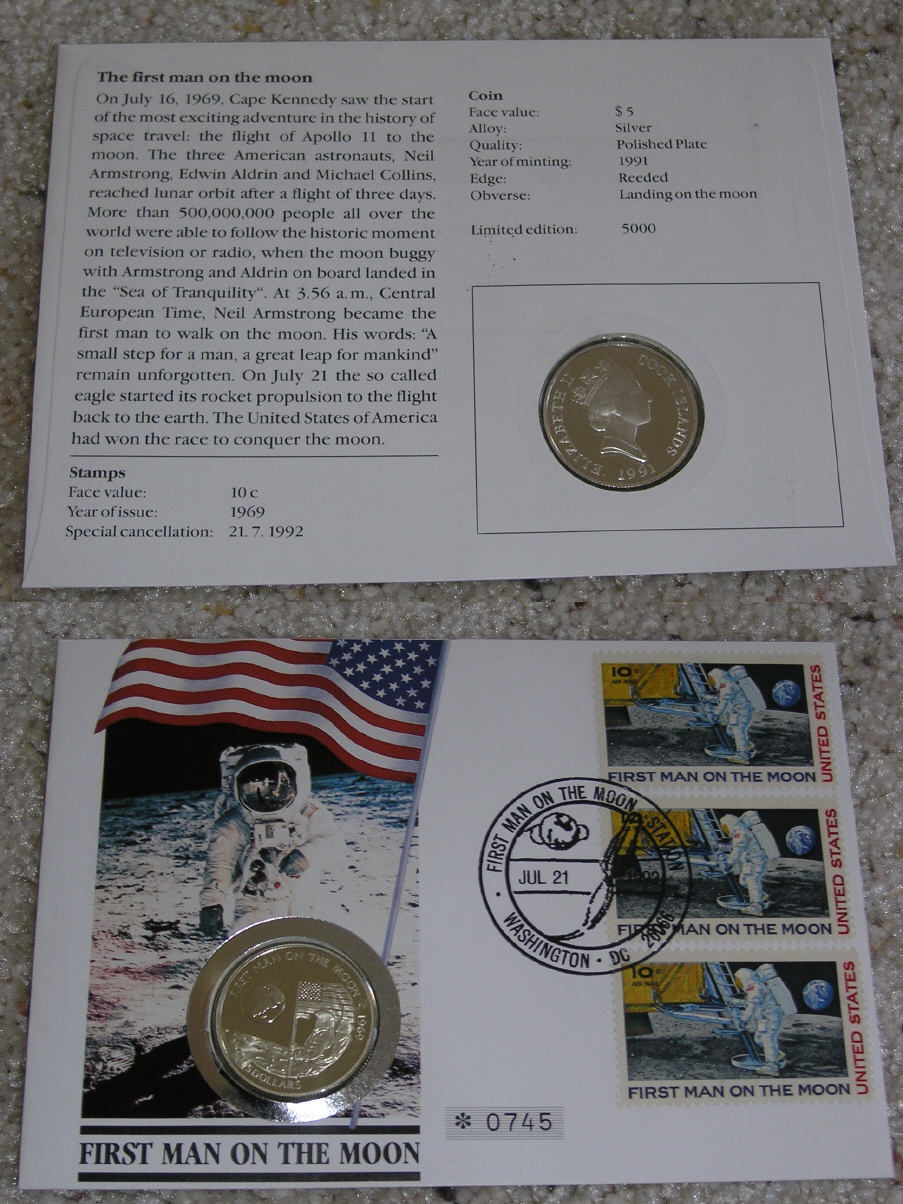 The first man on the moon
On July 16, 1969, Cape Kennedy saw the start
of the most exciting adventure in the history of
space travel: the flight of Apollo 11 to the
moon. The three American astronauts, Neil
Armstrong, Edwin Aldrin and Michael Collins,
reached lunar orbit after a flight of three days.
More than 500,000,000 people all over the
world were able to follow the historic moment
on television or radio, when the moon buggy
with Armstrong and Aldrin on board landed in
the “Sea of Tranquility“. At 3.56 a.m., Central
European Time, Neil Armstrong became the
first man to walk on the moon. His words: “A
small step for a man, a great leap for mankind”
remain unforgotten. On July 21 the so called
eagle started its rocket propulsion to the flight
back to the earth. The United States of America
had won the race to conquer the moon.
Stamps
Face value: 10 c
Year of issue: 1969
Special cancellation: 21. 7. 1992
Coin
Face value: $ 5
Alloy: Silver
Quality: Polished Plate
Year of minting: 1991
Edge: Reeded
Obverse: Landing on the moon
Limited edition: 5000
ELIZABETH II COOK ISLANDS
1991
10c
AIR MAIL
FIRST MAN ON THE MOON
UNITED STATES
FIRST MAN ON THE MOON STATION
JUL 21
1992
WASHINGTON • DC 20066
FIRST MAN ON THE MOON
UNITED STATES
10c
AIR MAIL
FIRST MAN ON THE MOON
UNITED STATES
FIRST MAN ON THE MOON 1969
5 DOLLARS
* 0745
FIRST MAN ON THE MOON